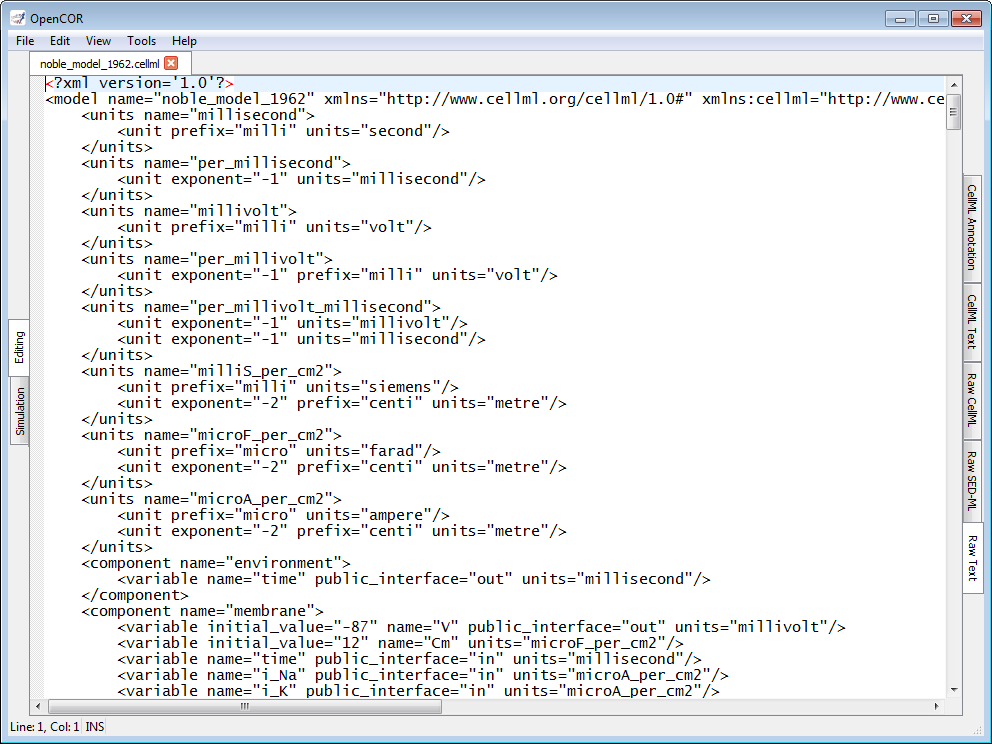 OpenCOR
File Edit View Tools Help
noble_model_1962.cellml
<?xml version='1.0'?>
<model name="noble_model_1962" xmlns="http://www.cellml.org/cellml/1.0#" xmlns:cellml="http://www.ce
<units name="millisecond">
<unit prefix="milli" units="second"/>
</units>
<units name="per_millisecond">
<unit exponent="-1" units="millisecond"/>
</units>
<units name="millivolt">
<unit prefix="milli" units="volt"/>
</units>
<units name="per_millivolt">
<unit exponent="-1" prefix="milli" units="volt"/>
</units>
<units name="per_millivolt_millisecond">
<unit exponent="-1" units="millivolt"/>
<unit exponent="-1" units="millisecond"/>
</units>
<units name="milliS_per_cm2">
<unit prefix="milli" units="siemens"/>
<unit exponent="-2" prefix="centi" units="metre"/>
</units>
<units name="microF_per_cm2">
<unit prefix="micro" units="farad"/>
<unit exponent="-2" prefix="centi" units="metre"/>
</units>
<units name="microA_per_cm2">
<unit prefix="micro" units="ampere"/>
<unit exponent="-2" prefix="centi" units="metre"/>
</units>
<component name="environment">
<variable name="time" public_interface="out" units="millisecond"/>
</component>
<component name="membrane">
<variable initial_value="-87" name="V" public_interface="out" units="millivolt"/>
<variable initial_value="12" name="Cm" units="microF_per_cm2"/>
<variable name="time" public_interface="in" units="millisecond"/>
<variable name="i_Na" public_interface="in" units="microA_per_cm2"/>
<variable name="i_K" public_interface="in" units="microA_per_cm2"/>
Editing
Simulation
CellML Annotation
CellML Text
Raw CellML
Raw SED-ML
Raw Text
Line: 1, Col: 1 INS